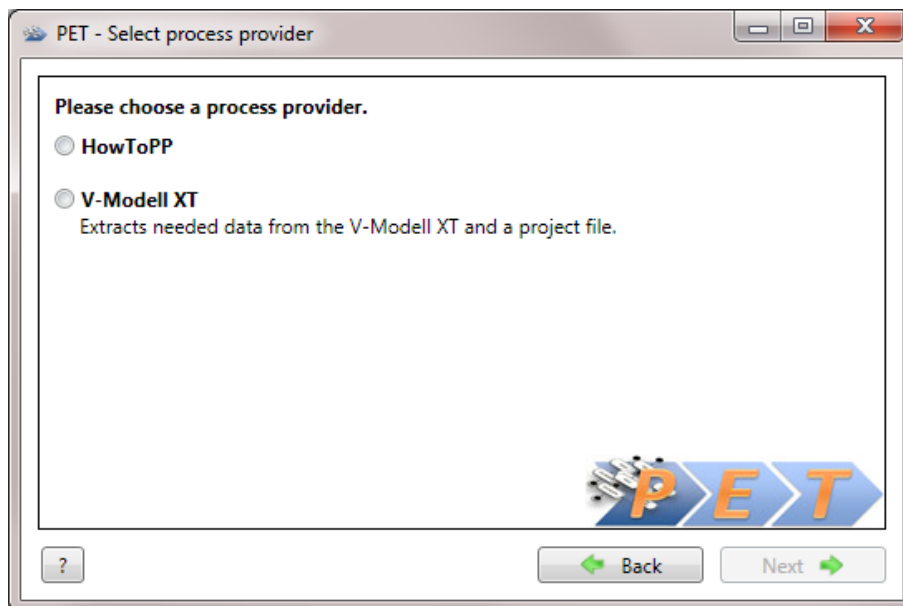 PET - Select process provider
Please choose a process provider.
HowToPP
V-Modell XT
Extracts needed data from the V-Modell XT and a project file.
PET
?
Back
Next